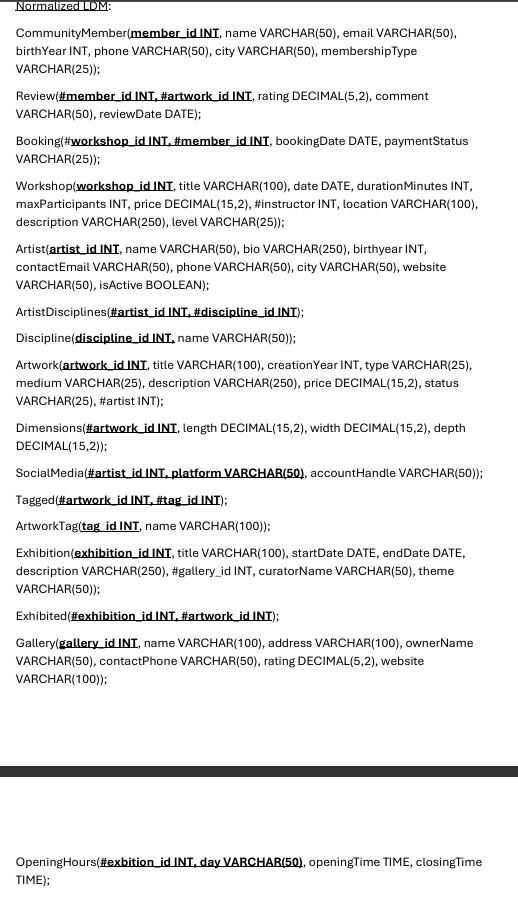 Normalized LDM:
CommunityMember(member_id INT, name VARCHAR(50), email VARCHAR(50),
birthYear INT, phone VARCHAR(50), city VARCHAR(50), membershipType
VARCHAR(25));
Review(#member_id INT, #artwork_id INT, rating DECIMAL(5,2), comment
VARCHAR(50), reviewDate DATE);
Booking(#workshop_id INT, #member_id INT, bookingDate DATE, paymentStatus
VARCHAR(25));
Workshop(workshop_id INT, title VARCHAR(100), date DATE, durationMinutes INT,
maxParticipants INT, price DECIMAL(15,2), #instructor INT, location VARCHAR(100),
description VARCHAR(250), level VARCHAR(25));
Artist(artist_id INT, name VARCHAR(50), bio VARCHAR(250), birthyear INT,
contactEmail VARCHAR(50), phone VARCHAR(50), city VARCHAR(50), website
VARCHAR(50), isActive BOOLEAN);
ArtistDisciplines(#artist_id INT, #discipline_id INT);
Discipline(discipline_id INT, name VARCHAR(50));
Artwork(artwork_id INT, title VARCHAR(100), creationYear INT, type VARCHAR(25),
medium VARCHAR(25), description VARCHAR(250), price DECIMAL(15,2), status
VARCHAR(25), #artist INT);
Dimensions(#artwork_id INT, length DECIMAL(15,2), width DECIMAL(15,2), depth
DECIMAL(15,2));
SocialMedia(#artist_id INT, platform VARCHAR(50), accountHandle VARCHAR(50));
Tagged(#artwork_id INT, #tag_id INT);
ArtworkTag(tag_id INT, name VARCHAR(100));
Exhibition(exhibition_id INT, title VARCHAR(100), startDate DATE, endDate DATE,
description VARCHAR(250), #gallery_id INT, curatorName VARCHAR(50), theme
VARCHAR(50));
Exhibited(#exhibition_id INT, #artwork_id INT);
Gallery(gallery_id INT, name VARCHAR(100), address VARCHAR(100), ownerName
VARCHAR(50), contactPhone VARCHAR(50), rating DECIMAL(5,2), website
VARCHAR(100));
OpeningHours(#exbition_id INT, day VARCHAR(50), openingTime TIME, closingTime
TIME);